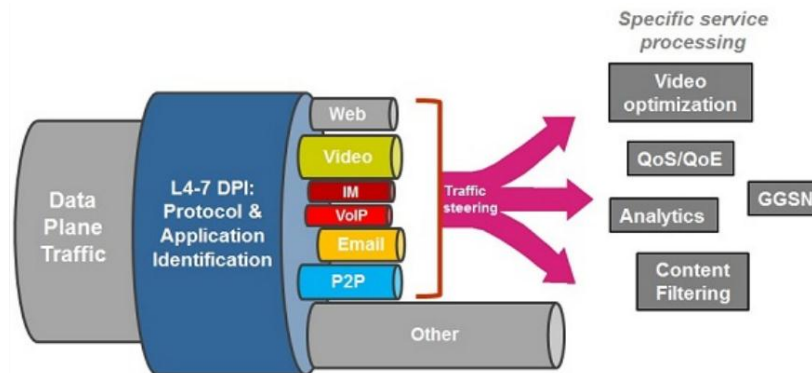 Specific service
processing
Data
Plane
Traffic
L4-7 DPI:
Protocol &
Application
Identification
Web
Video
IM
VoIP
Email
P2P
Other
Traffic
steering
Video
optimization
QoS/QoE
GGSN
Analytics
Content
Filtering